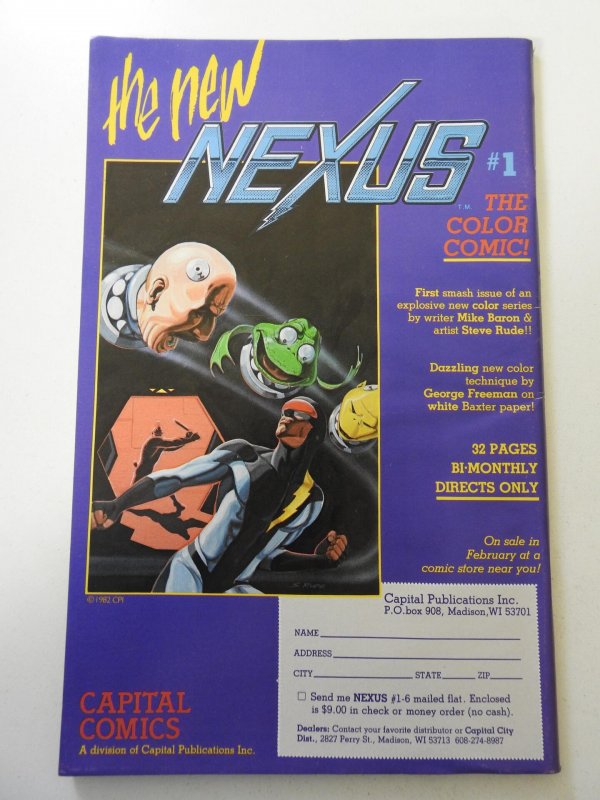 the new
NEXUS #1
T.M.
THE
COLOR
COMIC!
First smash issue of an
explosive new color series
by writer Mike Baron &
artist Steve Rude!!
Dazzling new color
technique by
George Freeman on
white Baxter paper!
32 PAGES
BI-MONTHLY
DIRECTS ONLY
On sale in
February at a
comic store near you!
S. RUDE
© 1982 CPI
Capital Publications Inc.
P.O.box 908, Madison,WI 53701
NAME
ADDRESS
CITY STATE ZIP
Send me NEXUS #1-6 mailed flat. Enclosed
is $9.00 in check or money order (no cash).
Dealers: Contact your favorite distributor or Capital City
Dist., 2827 Perry St., Madison, WI 53713 608-274-8987
CAPITAL
COMICS
A division of Capital Publications Inc.